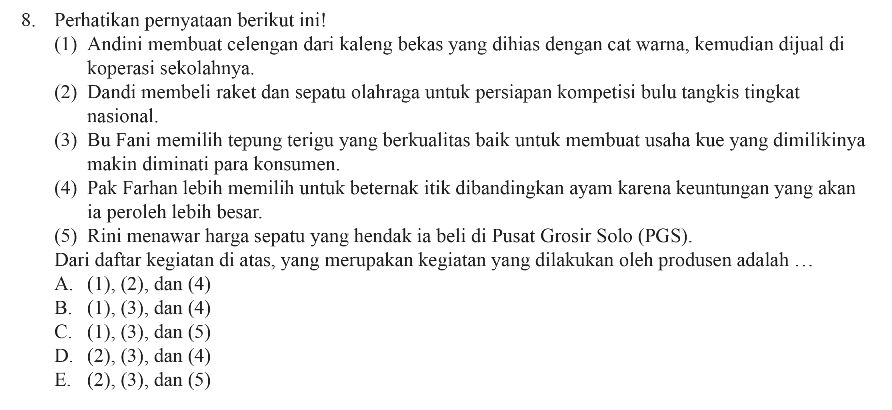 8. Perhatikan pernyataan berikut ini!
(1) Andini membuat celengan dari kaleng bekas yang dihias dengan cat warna, kemudian dijual di
koperasi sekolahnya.
(2) Dandi membeli raket dan sepatu olahraga untuk persiapan kompetisi bulu tangkis tingkat
nasional.
(3) Bu Fani memilih tepung terigu yang berkualitas baik untuk membuat usaha kue yang dimilikinya
makin diminati para konsumen.
(4) Pak Farhan lebih memilih untuk beternak itik dibandingkan ayam karena keuntungan yang akan
ia peroleh lebih besar.
(5) Rini menawar harga sepatu yang hendak ia beli di Pusat Grosir Solo (PGS).
Dari daftar kegiatan di atas, yang merupakan kegiatan yang dilakukan oleh produsen adalah …
A. (1), (2), dan (4)
B. (1), (3), dan (4)
C. (1), (3), dan (5)
D. (2), (3), dan (4)
E. (2), (3), dan (5)